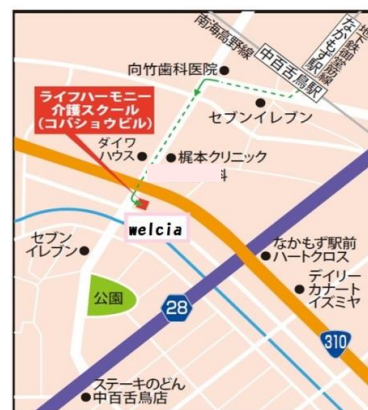 南海高野線
中百舌鳥駅
地下鉄御堂筋線
なかもず駅
向竹歯科医院
セブンイレブン
ライフハーモニー
介護スクール
(コバショウビル)
ダイワ
ハウス
梶本クリニック
科
welcia
セブン
イレブン
なかもず駅前
ハートクロス
デイリー
カナート
イズミヤ
公園
28
310
ステーキのどん
中百舌鳥店